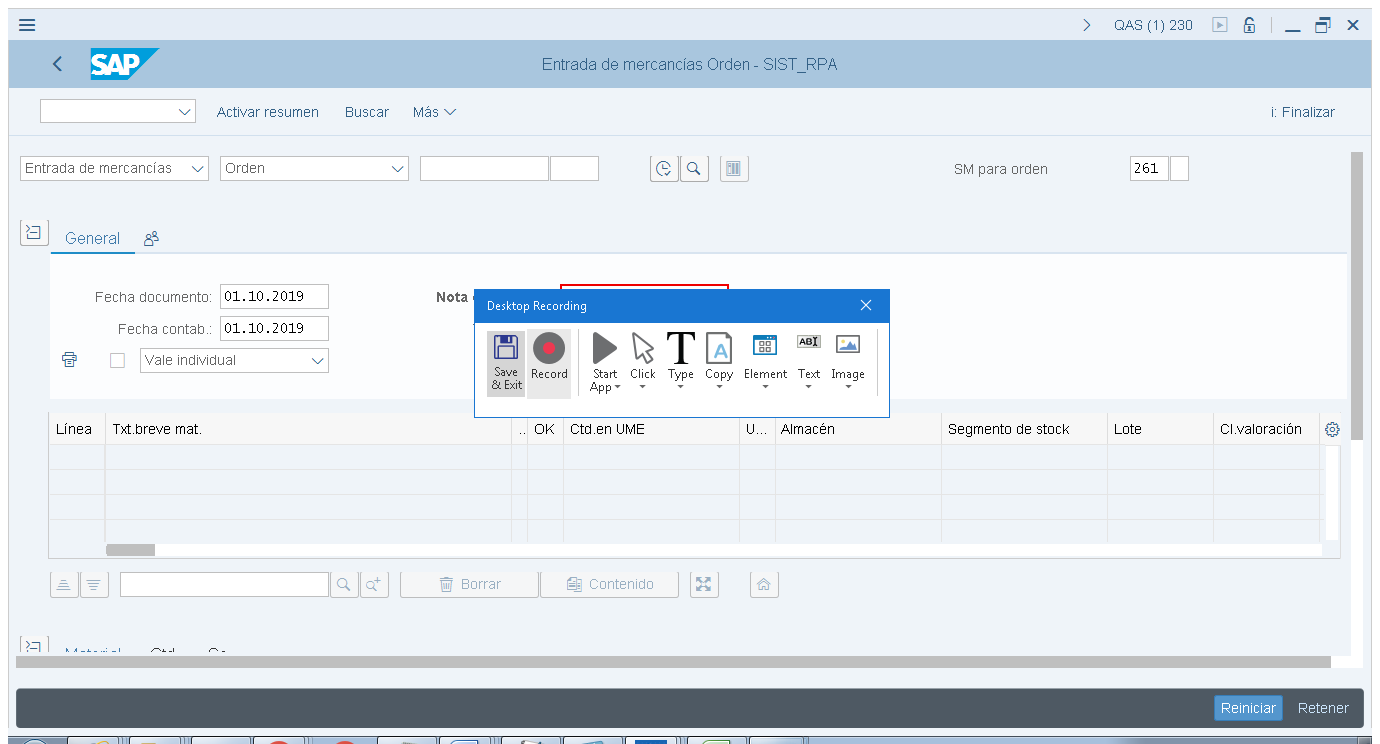 QAS (1) 230
SAP
Entrada de mercancías Orden - SIST_RPA
Activar resumen Buscar Más i: Finalizar
Entrada de mercancías Orden SM para orden 261
General
Fecha documento: 01.10.2019 Nota
Fecha contab.: 01.10.2019
Vale individual
Desktop Recording
Save & Exit Record Start App Click Type Copy Element Text Image
T A ABI
Línea Txt.breve mat. .. OK Ctd.en UME U... Almacén Segmento de stock Lote Cl.valoración
Borrar Contenido
Material Ctd.
Reiniciar Retener